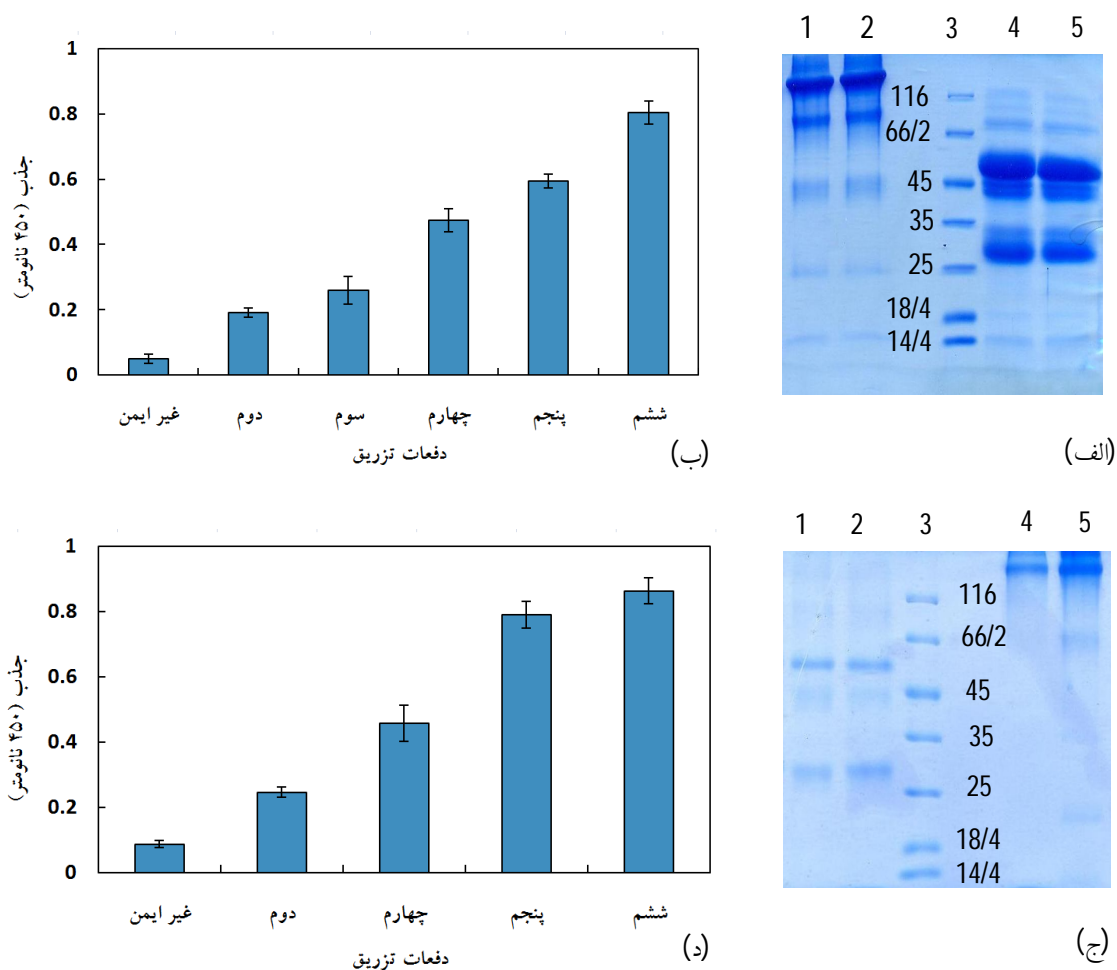 1
0.8
0.6
0.4
0.2
0
جذب (۴۵۰ نانومتر)
غیر ایمن دوم سوم چهارم پنجم ششم
دفعات تزریق
(ب)
1 2 3 4 5
116
66/2
45
35
25
18/4
14/4
(الف)
1
0.8
0.6
0.4
0.2
0
جذب (۴۵۰ نانومتر)
غیر ایمن دوم چهارم پنجم ششم
دفعات تزریق
(د)
1 2 3 4 5
116
66/2
45
35
25
18/4
14/4
(ج)